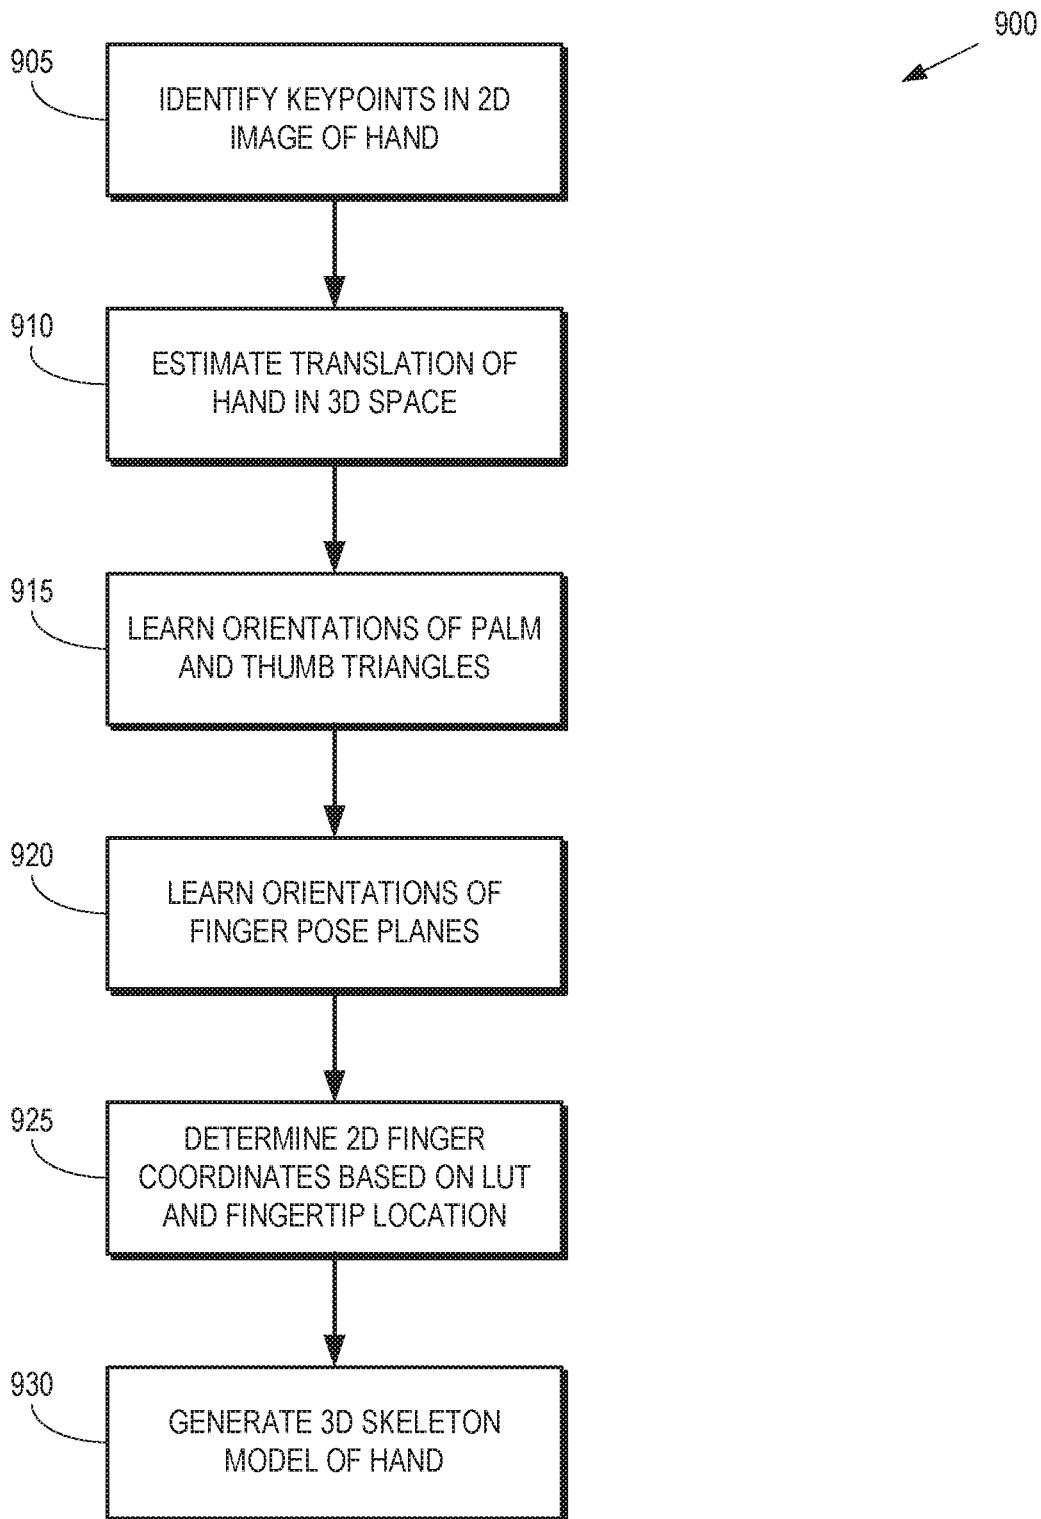 900
905
IDENTIFY KEYPOINTS IN 2D
IMAGE OF HAND
910
ESTIMATE TRANSLATION OF
HAND IN 3D SPACE
915
LEARN ORIENTATIONS OF PALM
AND THUMB TRIANGLES
920
LEARN ORIENTATIONS OF
FINGER POSE PLANES
925
DETERMINE 2D FINGER
COORDINATES BASED ON LUT
AND FINGERTIP LOCATION
930
GENERATE 3D SKELETON
MODEL OF HAND